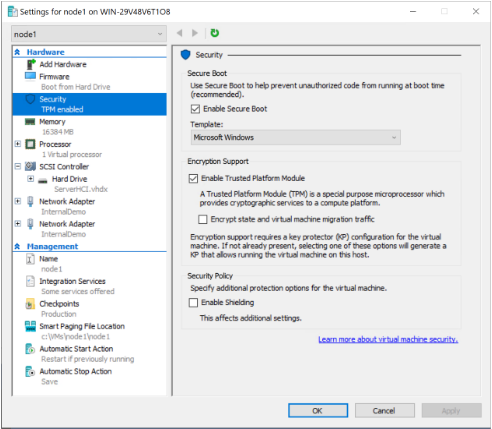 Settings for node1 on WIN-29V48V6T1O8
node1
Hardware
Add Hardware
Firmware
Boot from Hard Drive
Security
TPM enabled
Memory
16384 MB
Processor
1 Virtual processor
SCSI Controller
Hard Drive
ServerHCI.vhdx
Network Adapter
InternalDemo
Network Adapter
InternalDemo
Management
Name
node1
Integration Services
Some services offered
Checkpoints
Production
Smart Paging File Location
c:\VMs\node1\node1
Automatic Start Action
Restart if previously running
Automatic Stop Action
Save
Security
Secure Boot
Use Secure Boot to help prevent unauthorized code from running at boot time
(recommended).
Enable Secure Boot
Template:
Microsoft Windows
Encryption Support
Enable Trusted Platform Module
A Trusted Platform Module (TPM) is a special purpose microprocessor which
provides cryptographic services to a compute platform.
Encrypt state and virtual machine migration traffic
Encryption support requires a key protector (KP) configuration for the virtual
machine. If not already present, selecting one of these options will generate a
KP that allows running the virtual machine on this host.
Security Policy
Specify additional protection options for the virtual machine.
Enable Shielding
This affects additional settings.
Learn more about virtual machine security.
OK
Cancel
Apply